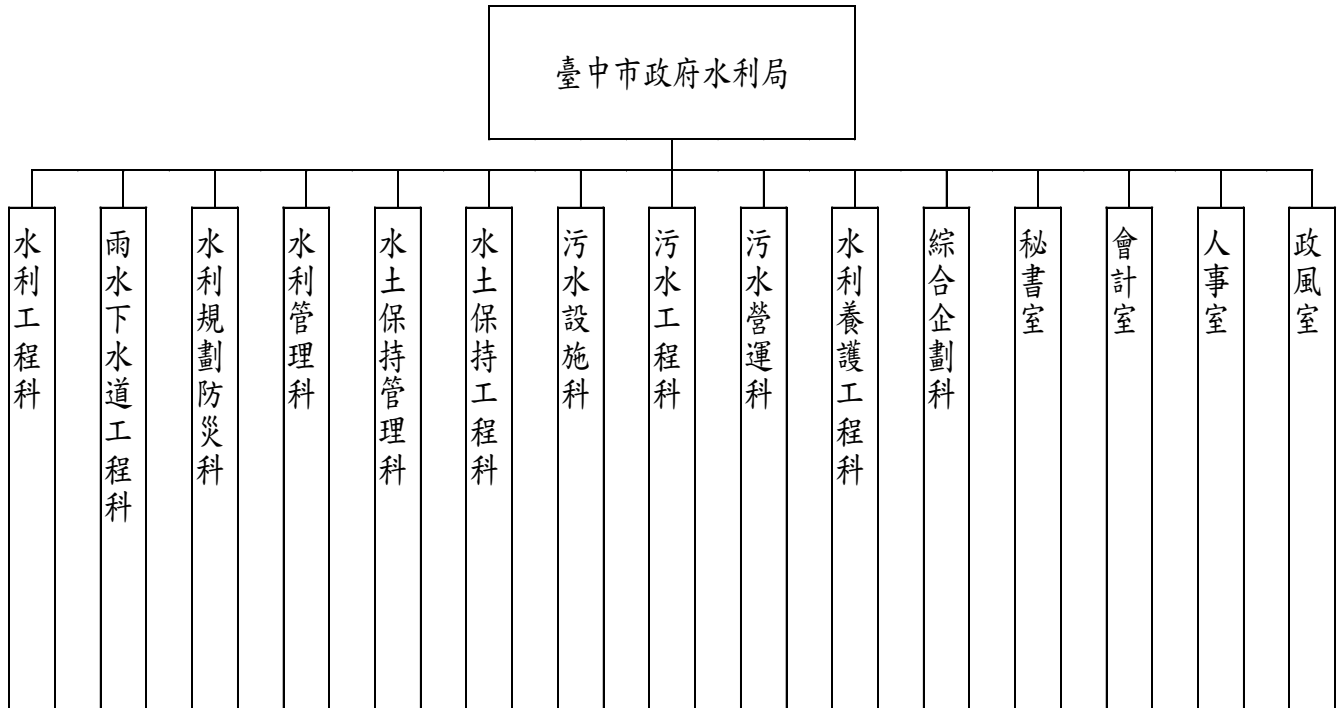 臺中市政府水利局
水利工程科
雨水下水道工程科
水利規劃防災科
水利管理科
水土保持管理科
水土保持工程科
污水設施科
污水工程科
污水營運科
水利養護工程科
綜合企劃科
秘書室
會計室
人事室
政風室